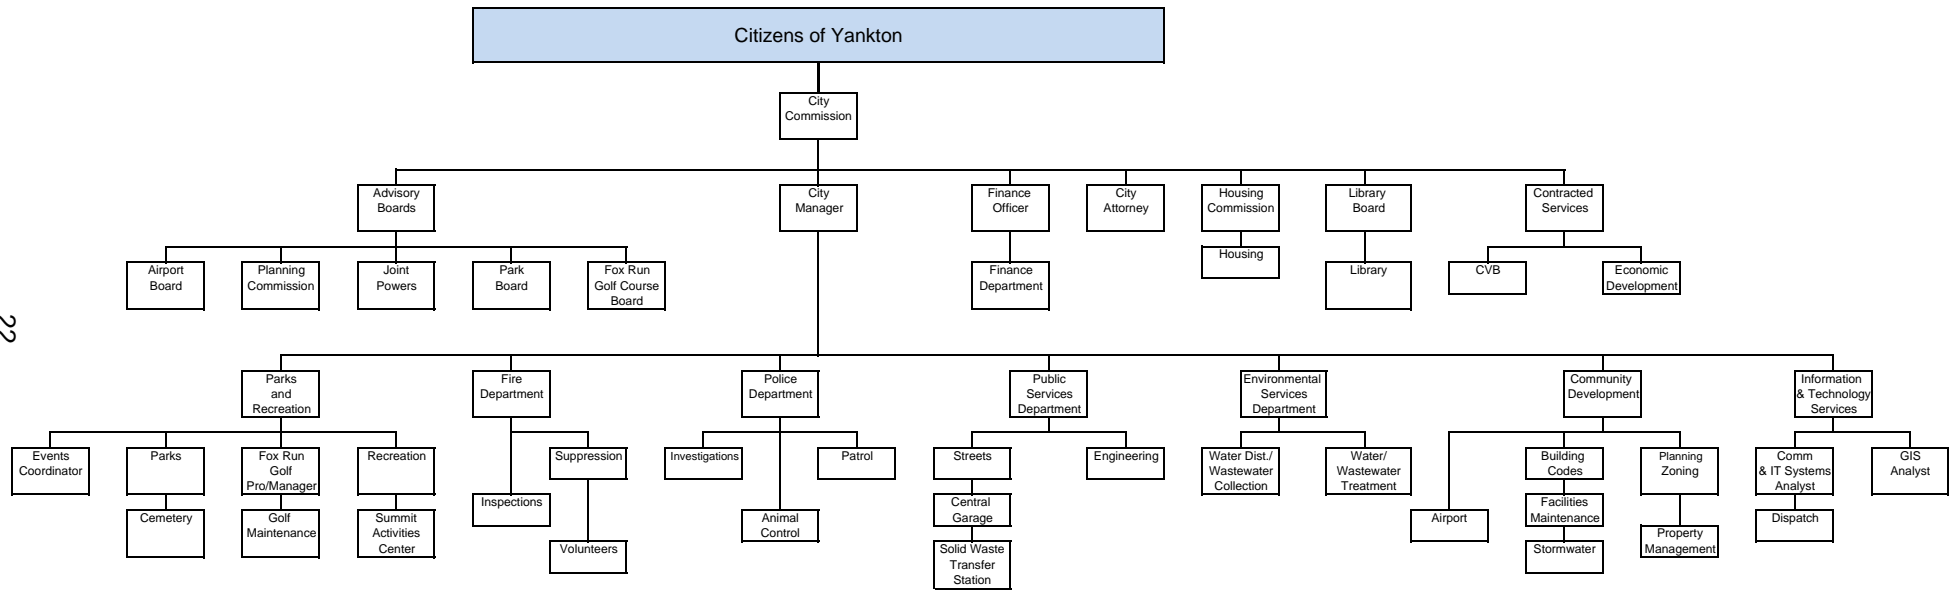 Citizens of Yankton
City
Commission
Advisory
Boards
City
Manager
Finance
Officer
City
Attorney
Housing
Commission
Library
Board
Contracted
Services
Airport
Board
Planning
Commission
Joint
Powers
Park
Board
Fox Run
Golf Course
Board
Finance
Department
Housing
Library
CVB
Economic
Development
22
Parks
and
Recreation
Fire
Department
Police
Department
Public
Services
Department
Environmental
Services
Department
Community
Development
Information
& Technology
Services
Events
Coordinator
Parks
Fox Run
Golf
Pro/Manager
Recreation
Suppression
Investigations
Patrol
Streets
Engineering
Water Dist./
Wastewater
Collection
Water/
Wastewater
Treatment
Building
Codes
Planning
Zoning
Comm
& IT Systems
Analyst
GIS
Analyst
Cemetery
Golf
Maintenance
Summit
Activities
Center
Inspections
Volunteers
Animal
Control
Central
Garage
Solid Waste
Transfer
Station
Airport
Facilities
Maintenance
Stormwater
Property
Management
Dispatch